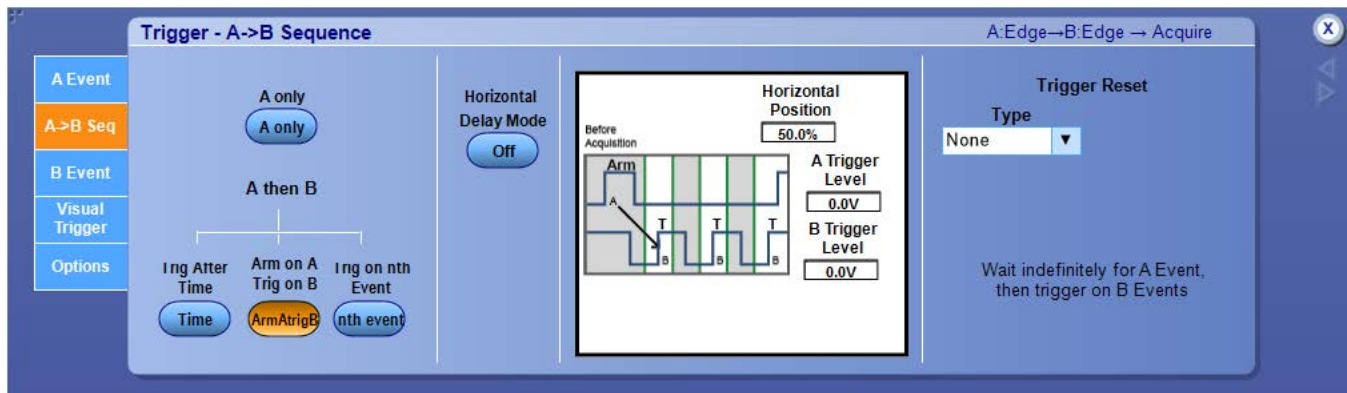 Trigger - A->B Sequence
A:Edge→B:Edge → Acquire
X
A Event
A->B Seq
B Event
Visual
Trigger
Options
A only
A only
A then B
Trig After
Time
Time
Arm on A
Trig on B
ArmAtrigB
Trig on nth
Event
nth event
Horizontal
Delay Mode
Off
Before
Acquisition
Arm
A
T
T
T
B
B
B
Horizontal
Position
50.0%
A Trigger
Level
0.0V
B Trigger
Level
0.0V
Trigger Reset
Type
None
Wait indefinitely for A Event,
then trigger on B Events